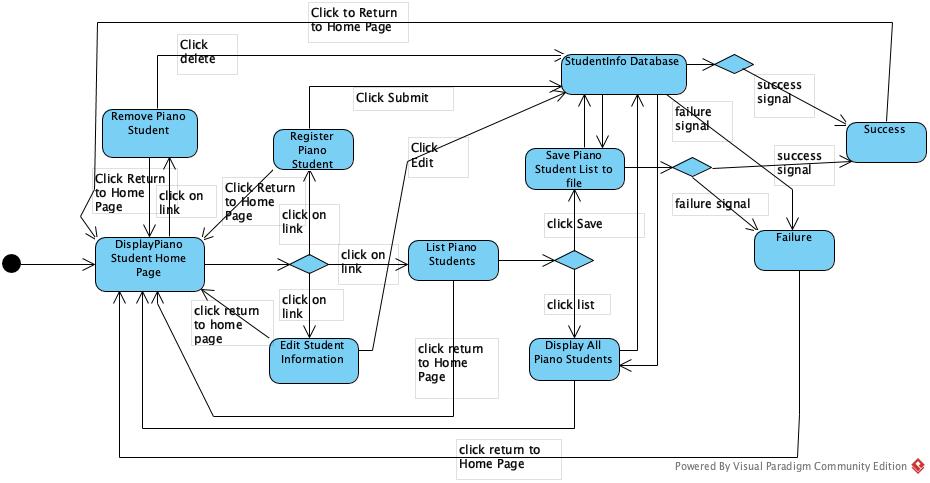 Click to Return
to Home Page
Click
delete
StudentInfo Database
success
signal
Click Submit
failure
signal
Remove Piano
Student
Register
Piano
Student
Click
Edit
Success
Save Piano
Student List to
file
success
signal
Click Return
to Home
Page
click on
link
Click Return
to Home
Page
click on
link
failure signal
click Save
DisplayPiano
Student Home
Page
click on
link
List Piano
Students
Failure
click return
to home
page
click on
link
click list
Edit Student
Information
click return
to Home
Page
Display All
Piano Students
click return to
Home Page
Powered By Visual Paradigm Community Edition